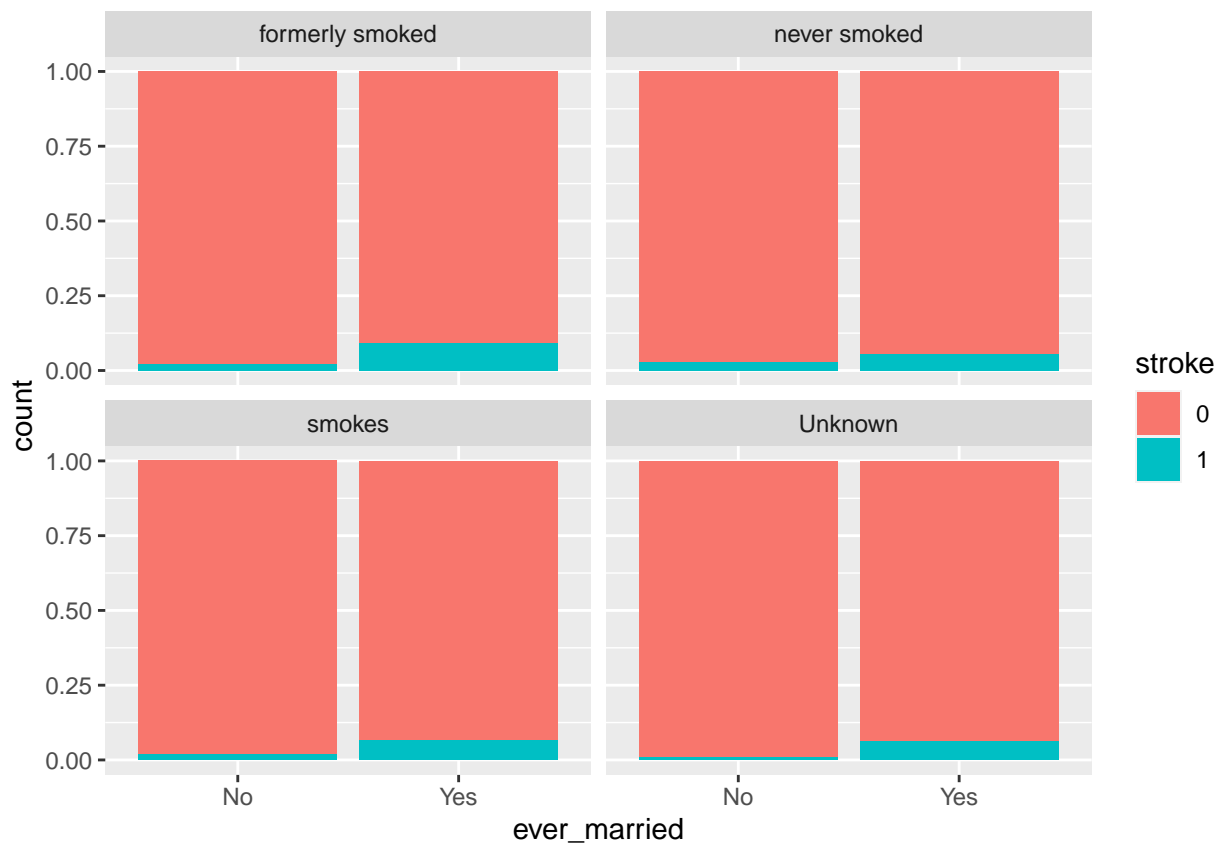 formerly smoked
never smoked
1.00
0.75
0.50
0.25
0.00
smokes
Unknown
1.00
0.75
0.50
0.25
0.00
No
Yes
No
Yes
ever_married
count
stroke
0
1